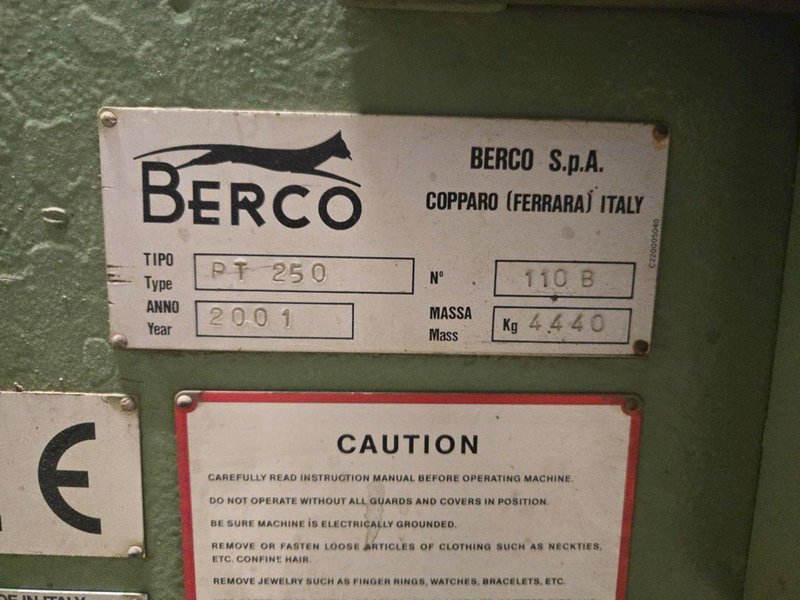 BERCO
BERCO S.p.A.
COPPARO (FERRARA) ITALY
TIPO
Type
PT 250
N°
110 B
ANNO
Year
2001
MASSA
Mass
Kg 4440
C220005040
E
CAUTION
CAREFULLY READ INSTRUCTION MANUAL BEFORE OPERATING MACHINE.
DO NOT OPERATE WITHOUT ALL GUARDS AND COVERS IN POSITION.
BE SURE MACHINE IS ELECTRICALLY GROUNDED.
REMOVE OR FASTEN LOOSE ARTICLES OF CLOTHING SUCH AS NECKTIES,
ETC. CONFINE HAIR.
REMOVE JEWELRY SUCH AS FINGER RINGS, WATCHES, BRACELETS, ETC.
IN ITALY